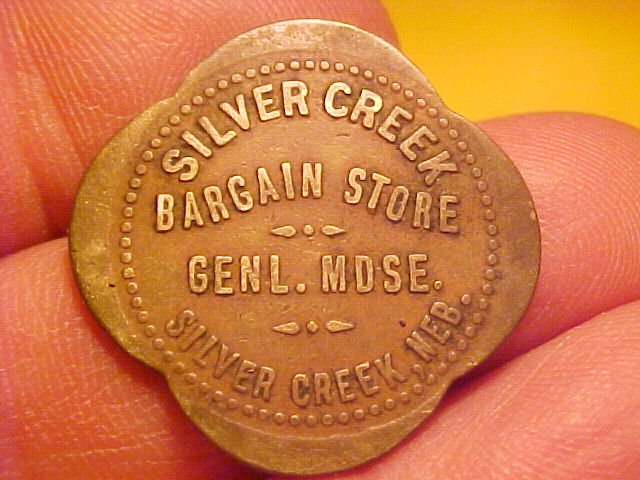 SILVER CREEK
BARGAIN STORE
GENL. MDSE.
SILVER CREEK, NEB.